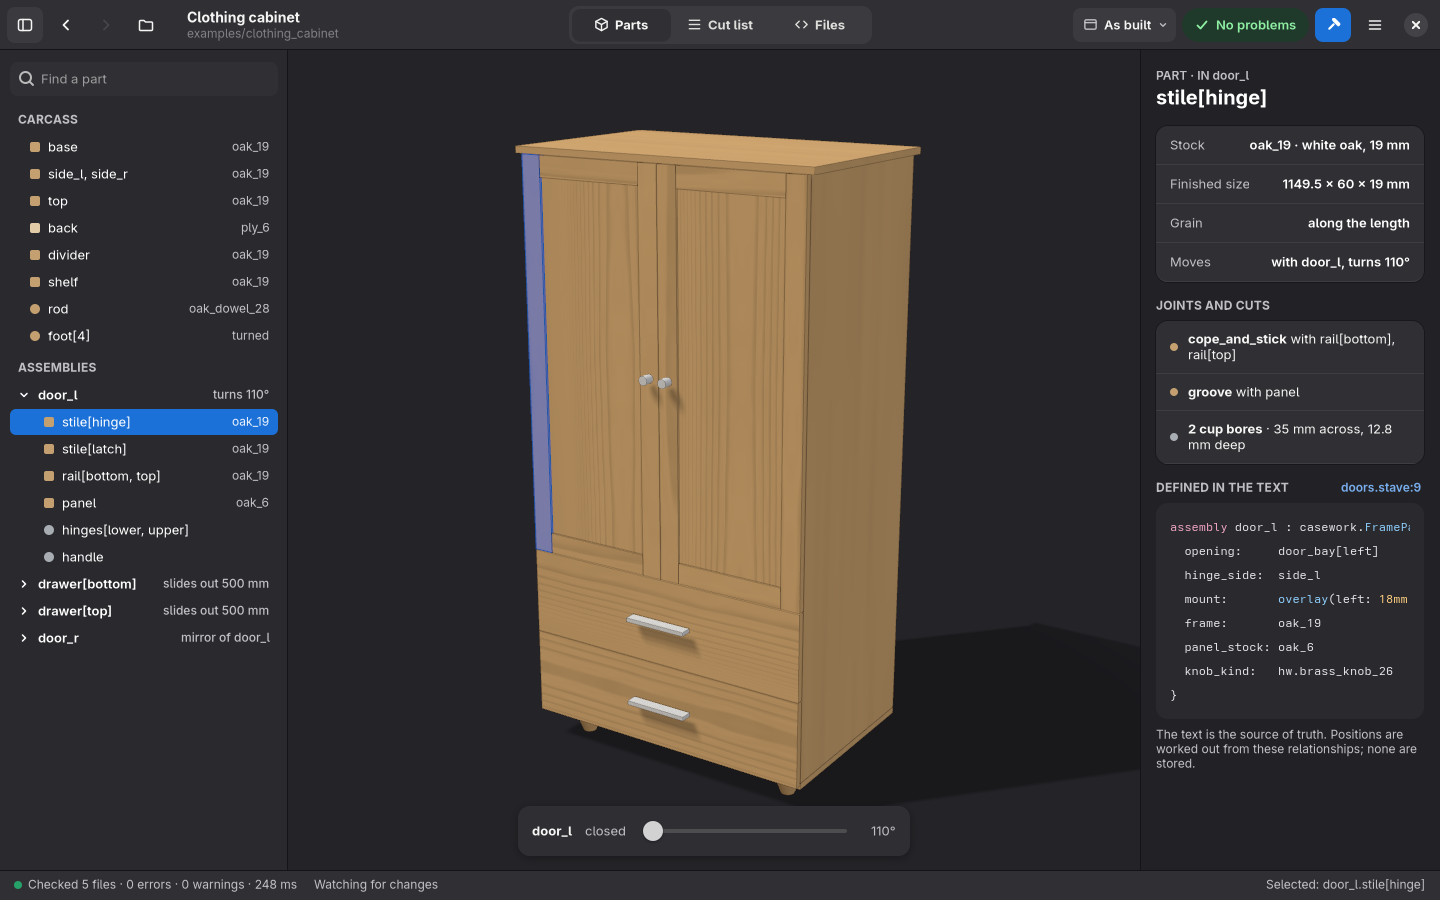 Clothing cabinet
examples/clothing_cabinet
Parts
Cut list
Files
As built
No problems
Find a part
CARCASS
base oak_19
side_l, side_r oak_19
top oak_19
back ply_6
divider oak_19
shelf oak_19
rod oak_dowel_28
foot[4] turned
ASSEMBLIES
door_l turns 110°
stile[hinge] oak_19
stile[latch] oak_19
rail[bottom, top] oak_19
panel oak_6
hinges[lower, upper]
handle
drawer[bottom] slides out 500 mm
drawer[top] slides out 500 mm
door_r mirror of door_l
door_l closed 110°
PART · IN door_l
stile[hinge]
Stock oak_19 · white oak, 19 mm
Finished size 1149.5 × 60 × 19 mm
Grain along the length
Moves with door_l, turns 110°
JOINTS AND CUTS
cope_and_stick with rail[bottom],
rail[top]
groove with panel
2 cup bores · 35 mm across, 12.8
mm deep
DEFINED IN THE TEXT doors.stave:9
assembly door_l : casework.FramePa
opening: door_bay[left]
hinge_side: side_l
mount: overlay(left: 18mm
frame: oak_19
panel_stock: oak_6
knob_kind: hw.brass_knob_26
}
The text is the source of truth. Positions are
worked out from these relationships; none are
stored.
Checked 5 files · 0 errors · 0 warnings · 248 ms Watching for changes
Selected: door_l.stile[hinge]